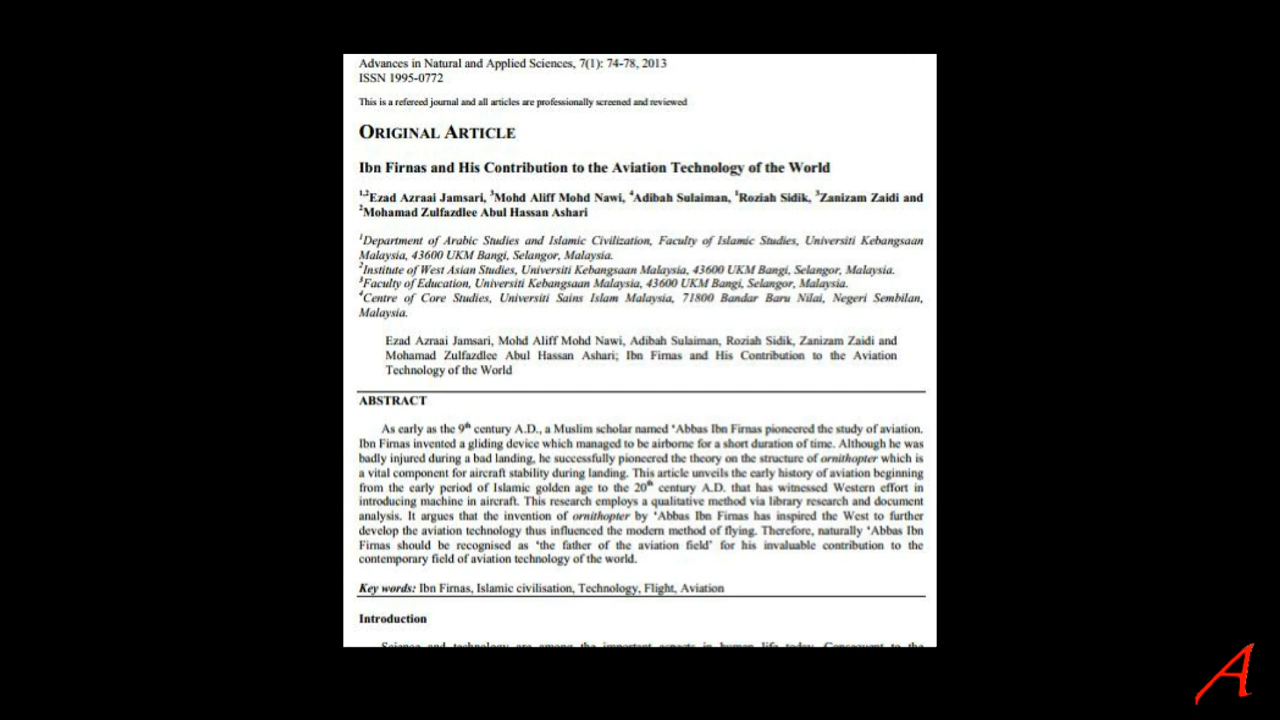 Advances in Natural and Applied Sciences, 7(1): 74-78, 2013
ISSN 1995-0772
This is a refereed journal and all articles are professionally screened and reviewed
ORIGINAL ARTICLE
Ibn Firnas and His Contribution to the Aviation Technology of the World
1,2Ezad Azraai Jamsari, 3Mohd Aliff Mohd Nawi, 4Adibah Sulaiman, 1Roziah Sidik, 3Zanizam Zaidi and
2Mohamad Zulfazdlee Abul Hassan Ashari
1Department of Arabic Studies and Islamic Civilization, Faculty of Islamic Studies, Universiti Kebangsaan
Malaysia, 43600 UKM Bangi, Selangor, Malaysia.
2Institute of West Asian Studies, Universiti Kebangsaan Malaysia, 43600 UKM Bangi, Selangor, Malaysia.
3Faculty of Education, Universiti Kebangsaan Malaysia, 43600 UKM Bangi, Selangor, Malaysia.
4Centre of Core Studies, Universiti Sains Islam Malaysia, 71800 Bandar Baru Nilai, Negeri Sembilan,
Malaysia.
Ezad Azraai Jamsari, Mohd Aliff Mohd Nawi, Adibah Sulaiman, Roziah Sidik, Zanizam Zaidi and
Mohamad Zulfazdlee Abul Hassan Ashari; Ibn Firnas and His Contribution to the Aviation
Technology of the World
ABSTRACT
As early as the 9th century A.D., a Muslim scholar named ‘Abbas Ibn Firnas pioneered the study of aviation.
Ibn Firnas invented a gliding device which managed to be airborne for a short duration of time. Although he was
badly injured during a bad landing, he successfully pioneered the theory on the structure of ornithopter which is
a vital component for aircraft stability during landing. This article unveils the early history of aviation beginning
from the early period of Islamic golden age to the 20th century A.D. that has witnessed Western effort in
introducing machine in aircraft. This research employs a qualitative method via library research and document
analysis. It argues that the invention of ornithopter by ‘Abbas Ibn Firnas has inspired the West to further
develop the aviation technology thus influenced the modern method of flying. Therefore, naturally ‘Abbas Ibn
Firnas should be recognised as ‘the father of the aviation field’ for his invaluable contribution to the
contemporary field of aviation technology of the world.
Key words: Ibn Firnas, Islamic civilisation, Technology, Flight, Aviation
Introduction
Science and technology are among the important aspects in human life today. Consequent to the
A